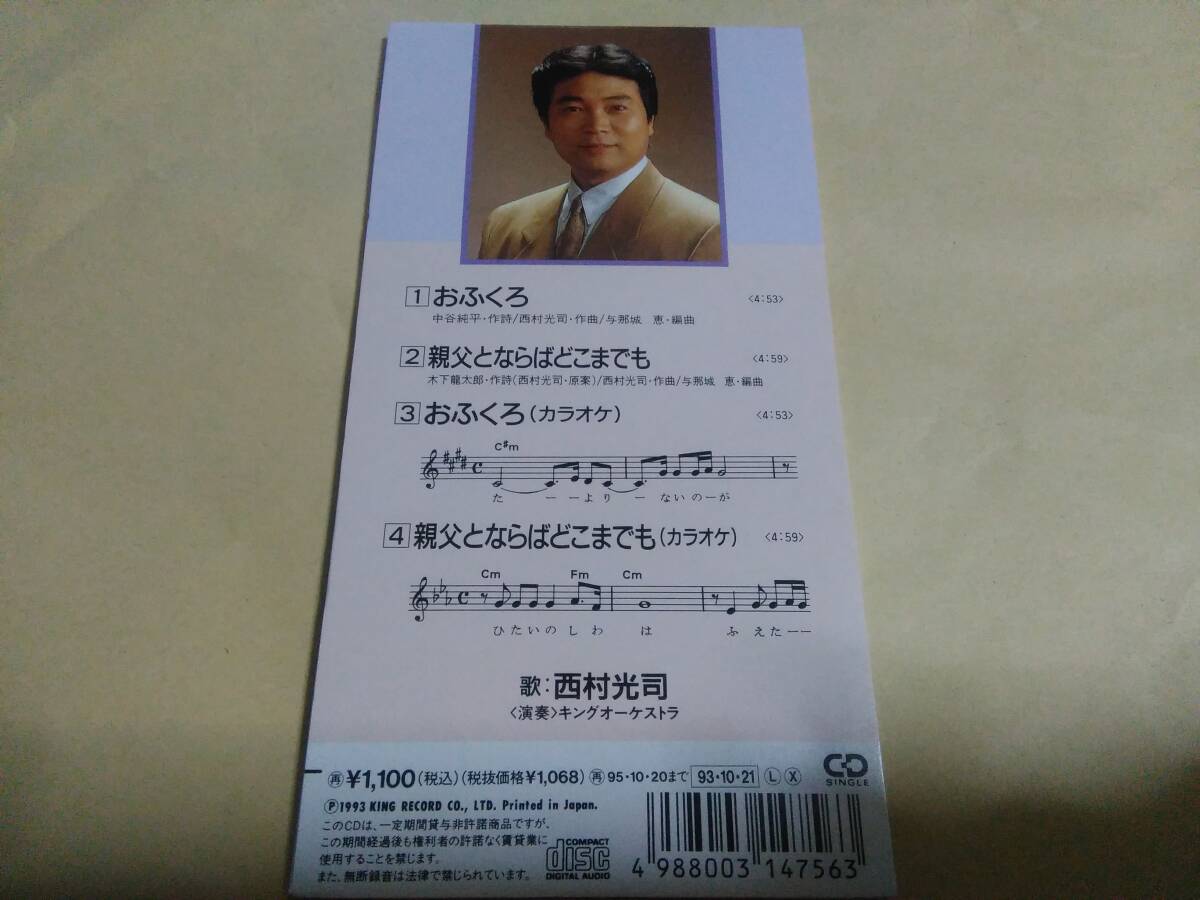 1 おふくろ 〈4:53〉
中谷純平・作詩/西村光司・作曲/与那城　恵・編曲
2 親父とならばどこまでも 〈4:59〉
木下龍太郎・作詩(西村光司・原案)/西村光司・作曲/与那城　恵・編曲
3 おふくろ(カラオケ) 〈4:53〉
C#m
た ー ー よ り ー な い の ー が
4 親父とならばどこまでも(カラオケ) 〈4:59〉
Cm Fm Cm
ひ た い の し わ は ふ え た ー ー
歌:西村光司
〈演奏〉キングオーケストラ
再 ¥1,100(税込)(税抜価格¥1,068) 再 95・10・20まで 93・10・21 L X
CD SINGLE
Ⓟ1993 KING RECORD CO., LTD. Printed in Japan.
このCDは、一定期間貸与非許諾商品ですが、
この期間経過後も権利者の許諾なく賃貸業に
使用することを禁じます。
また、無断録音は法律で禁じられています。
COMPACT disc DIGITAL AUDIO
4 988003 147563